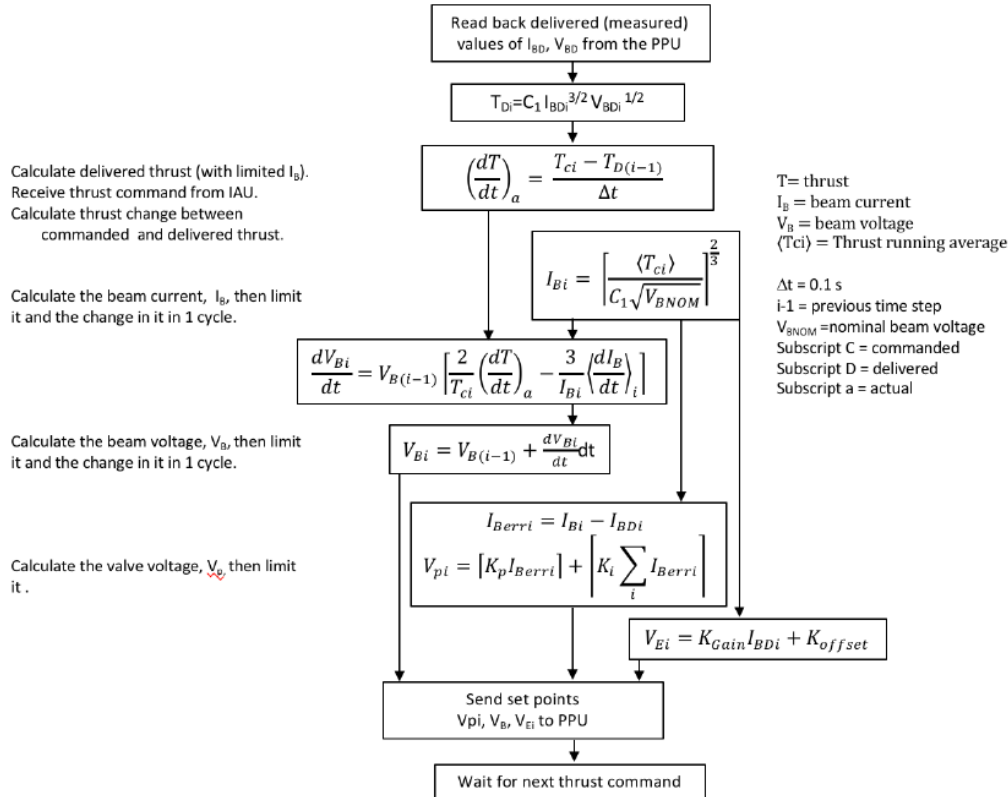 Read back delivered (measured)
values of I_BD, V_BD from the PPU
T_Di=C_1 I_BDi^3/2 V_BDi^1/2
Calculate delivered thrust (with limited I_B).
Receive thrust command from IAU.
Calculate thrust change between
commanded and delivered thrust.
(dT/dt)_a = (T_ci − T_D(i−1))/Δt
T= thrust
I_B = beam current
V_B = beam voltage
⟨Tci⟩ = Thrust running average
Δt = 0.1 s
i-1 = previous time step
V_BNOM =nominal beam voltage
Subscript C = commanded
Subscript D = delivered
Subscript a = actual
I_Bi = ⌈⟨T_ci⟩/(C_1√V_BNOM)⌉^2/3
Calculate the beam current, I_B, then limit
it and the change in it in 1 cycle.
dV_Bi/dt = V_B(i−1) ⌈2/T_ci (dT/dt)_a − 3/I_Bi ⟨dI_B/dt⟩_i⌉
Calculate the beam voltage, V_B, then limit
it and the change in it in 1 cycle.
V_Bi = V_B(i−1) + dV_Bi/dt dt
Calculate the valve voltage, V_p, then limit
it .
I_Berri = I_Bi − I_BDi
V_pi = ⌈K_p I_Berri⌉ + ⌈K_i ∑_i I_Berri⌉
V_Ei = K_Gain I_BDi + K_offset
Send set points
Vpi, V_B, V_Ei to PPU
Wait for next thrust command